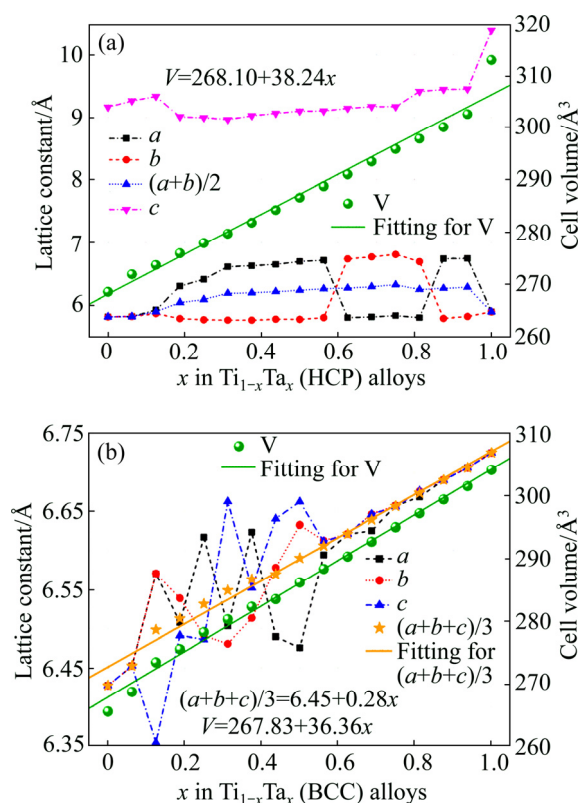 (a)
V=268.10+38.24x
a
b
(a+b)/2
c
V
Fitting for V
Lattice constant/Å
10
9
8
7
6
Cell volume/Å³
320
310
300
290
280
270
260
0
0.2
0.4
0.6
0.8
1.0
x in Ti₁₋ₓTaₓ (HCP) alloys
(b)
V
Fitting for V
a
b
c
(a+b+c)/3
Fitting for
(a+b+c)/3
(a+b+c)/3=6.45+0.28x
V=267.83+36.36x
Lattice constant/Å
6.75
6.65
6.55
6.45
6.35
Cell volume/Å³
310
300
290
280
270
260
0
0.2
0.4
0.6
0.8
1.0
x in Ti₁₋ₓTaₓ (BCC) alloys